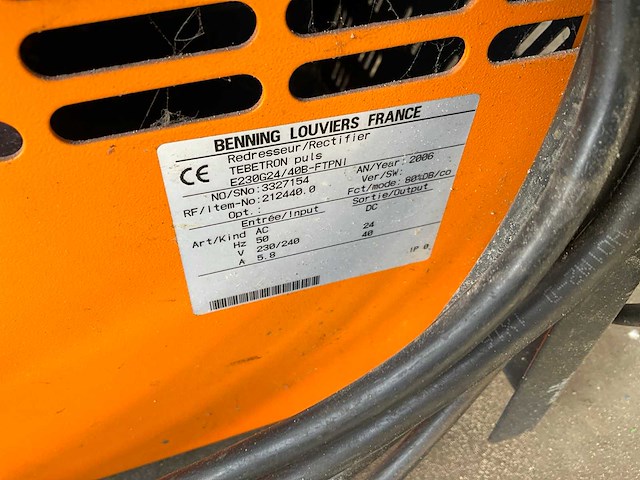 BENNING LOUVIERS FRANCE
Redresseur/Rectifier
TEBETRON puls
CE E230G24/40B-FTPNI AN/Year: 2006
NO/SNo: 3327154 Ver/SW:
RF/Item-No: 212440.0 Fct/mode: 80%DB/co
Opt.: Sortie/Output
Entrée/Input DC
Art/Kind AC
Hz 50 24
V 230/240 40
A 5.8 IP 0